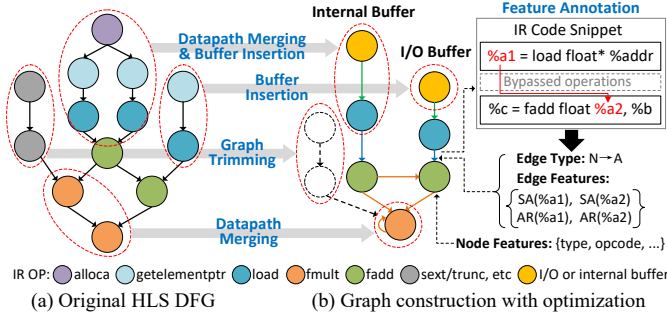 Internal Buffer
Feature Annotation
IR Code Snippet
%a1 = load float* %addr
Bypassed operations
%c = fadd float %a2, %b
Datapath Merging
& Buffer Insertion
I/O Buffer
Buffer
Insertion
Graph
Trimming
Datapath
Merging
Edge Type: N→A
Edge Features:
SA(%a1), SA(%a2)
AR(%a1), AR(%a2)
Node Features: {type, opcode, ...}
IR OP: alloca getelementptr load fmult fadd sext/trunc, etc I/O or internal buffer
(a) Original HLS DFG (b) Graph construction with optimization